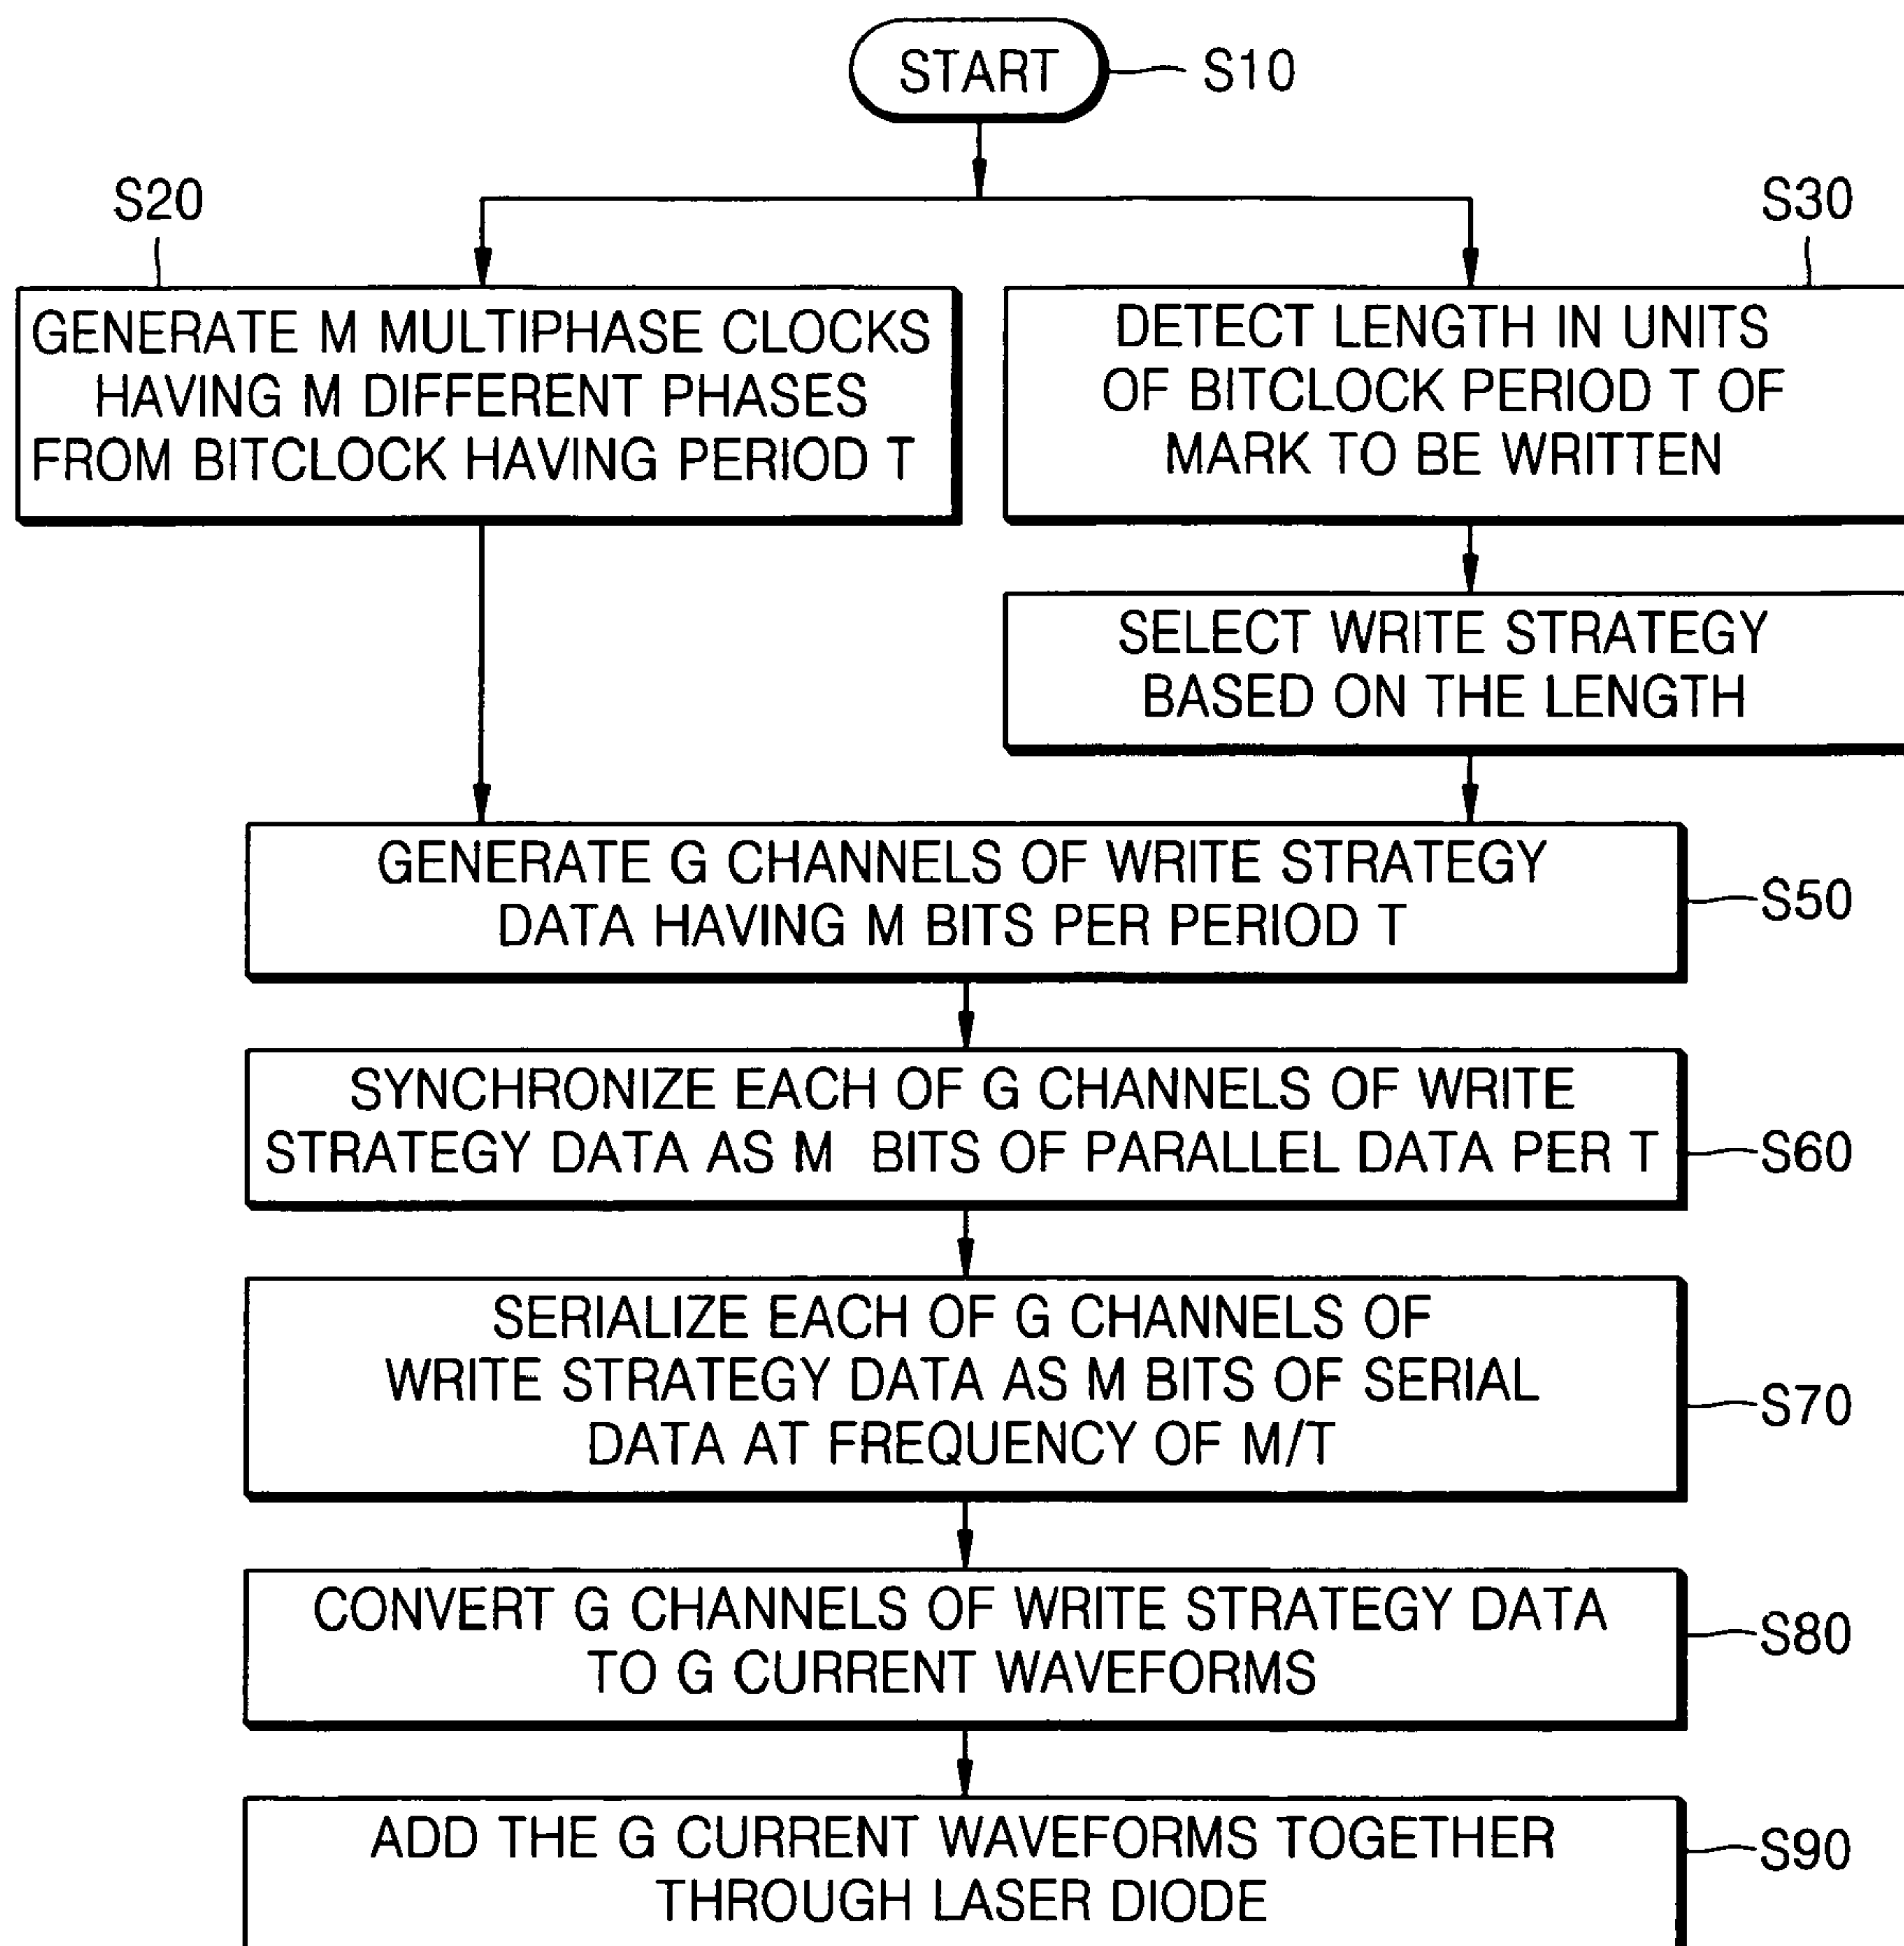 START
S10
S20
S30
GENERATE M MULTIPHASE CLOCKS
HAVING M DIFFERENT PHASES
FROM BITCLOCK HAVING PERIOD T
DETECT LENGTH IN UNITS
OF BITCLOCK PERIOD T OF
MARK TO BE WRITTEN
SELECT WRITE STRATEGY
BASED ON THE LENGTH
GENERATE G CHANNELS OF WRITE STRATEGY
DATA HAVING M BITS PER PERIOD T
S50
SYNCHRONIZE EACH OF G CHANNELS OF WRITE
STRATEGY DATA AS M BITS OF PARALLEL DATA PER T
S60
SERIALIZE EACH OF G CHANNELS OF
WRITE STRATEGY DATA AS M BITS OF SERIAL
DATA AT FREQUENCY OF M/T
S70
CONVERT G CHANNELS OF WRITE STRATEGY DATA
TO G CURRENT WAVEFORMS
S80
ADD THE G CURRENT WAVEFORMS TOGETHER
THROUGH LASER DIODE
S90